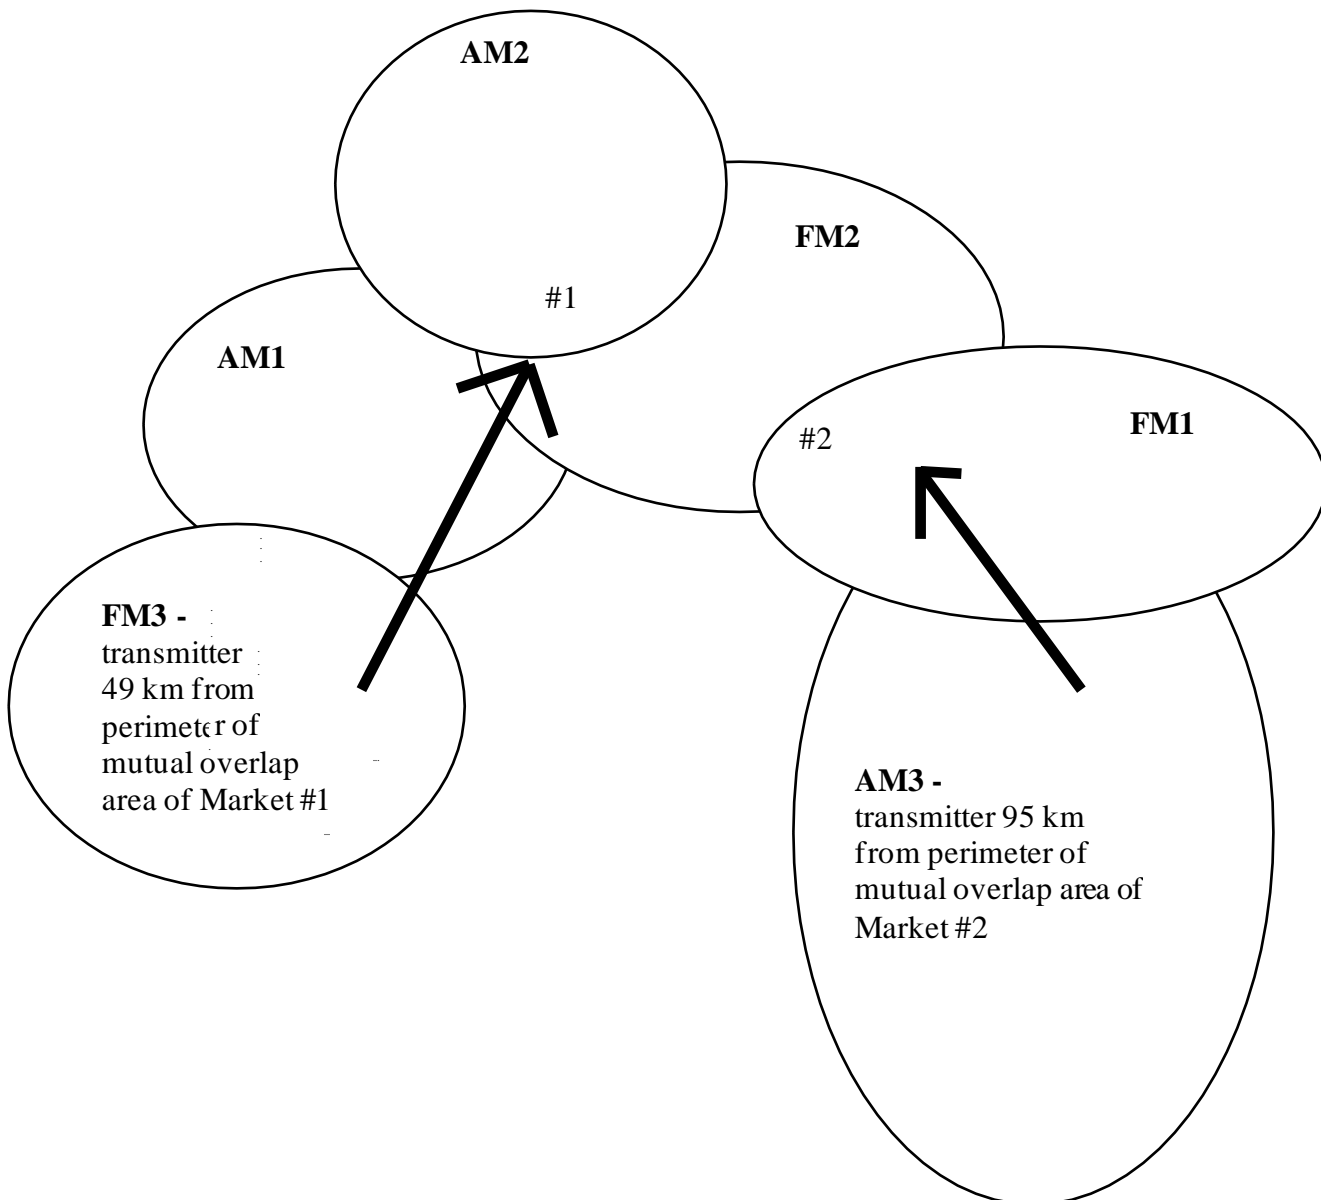 AM2
FM2
#1
AM1
FM1
#2
FM3 -
transmitter
49 km from
perimeter of
mutual overlap
area of Market #1
AM3 -
transmitter 95 km
from perimeter of
mutual overlap area of
Market #2